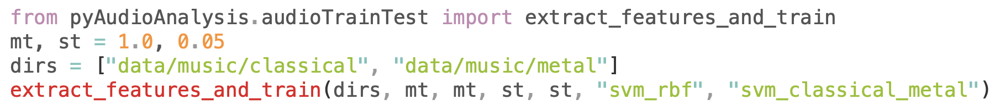 from pyAudioAnalysis.audioTrainTest import extract_features_and_train
mt, st = 1.0, 0.05
dirs = ["data/music/classical", "data/music/metal"]
extract_features_and_train(dirs, mt, mt, st, st, "svm_rbf", "svm_classical_metal")